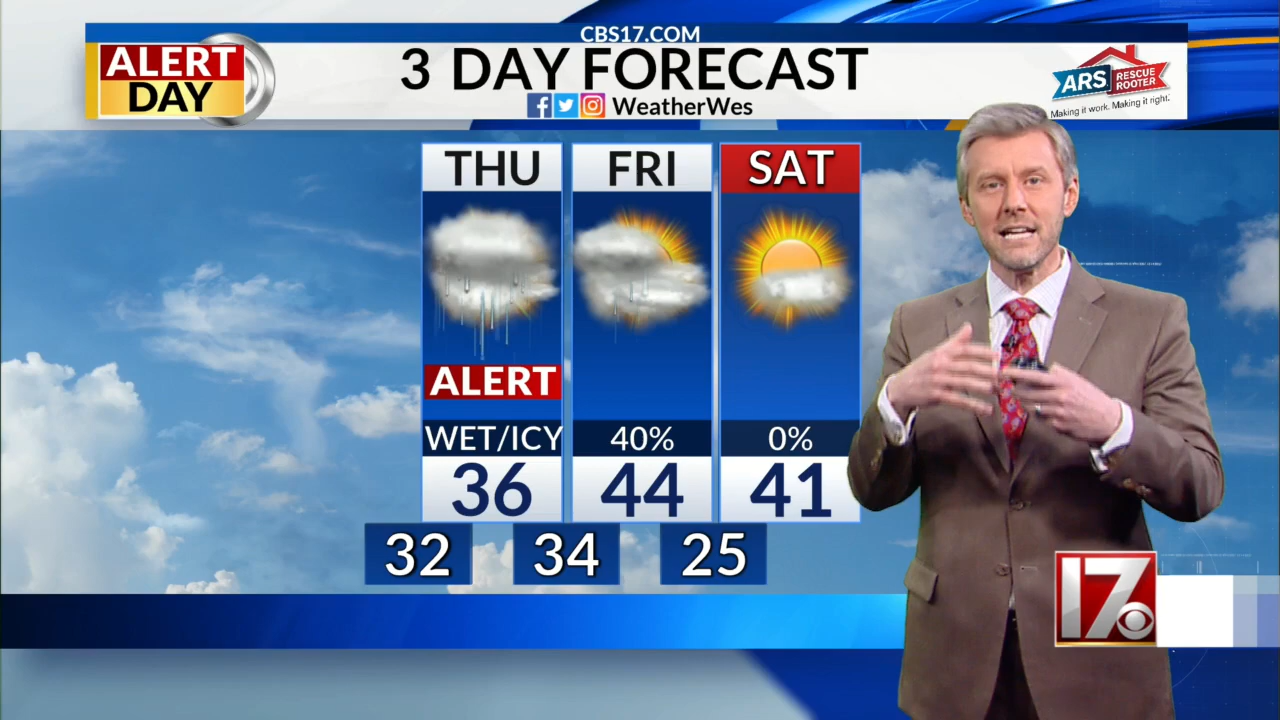 CBS17.COM
ALERT
DAY
3 DAY FORECAST
WeatherWes
ARS RESCUE
ROOTER
Making it work. Making it right.
THU FRI SAT
ALERT
WET/ICY 40% 0%
36 44 41
32 34 25
17